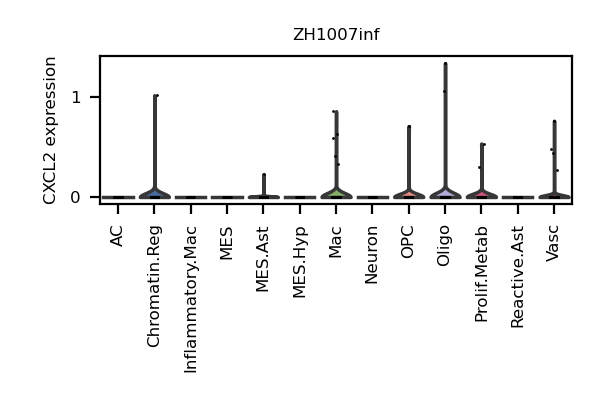 ZH1007inf
CXCL2 expression
1
0
AC
Chromatin.Reg
Inflammatory.Mac
MES
MES.Ast
MES.Hyp
Mac
Neuron
OPC
Oligo
Prolif.Metab
Reactive.Ast
Vasc